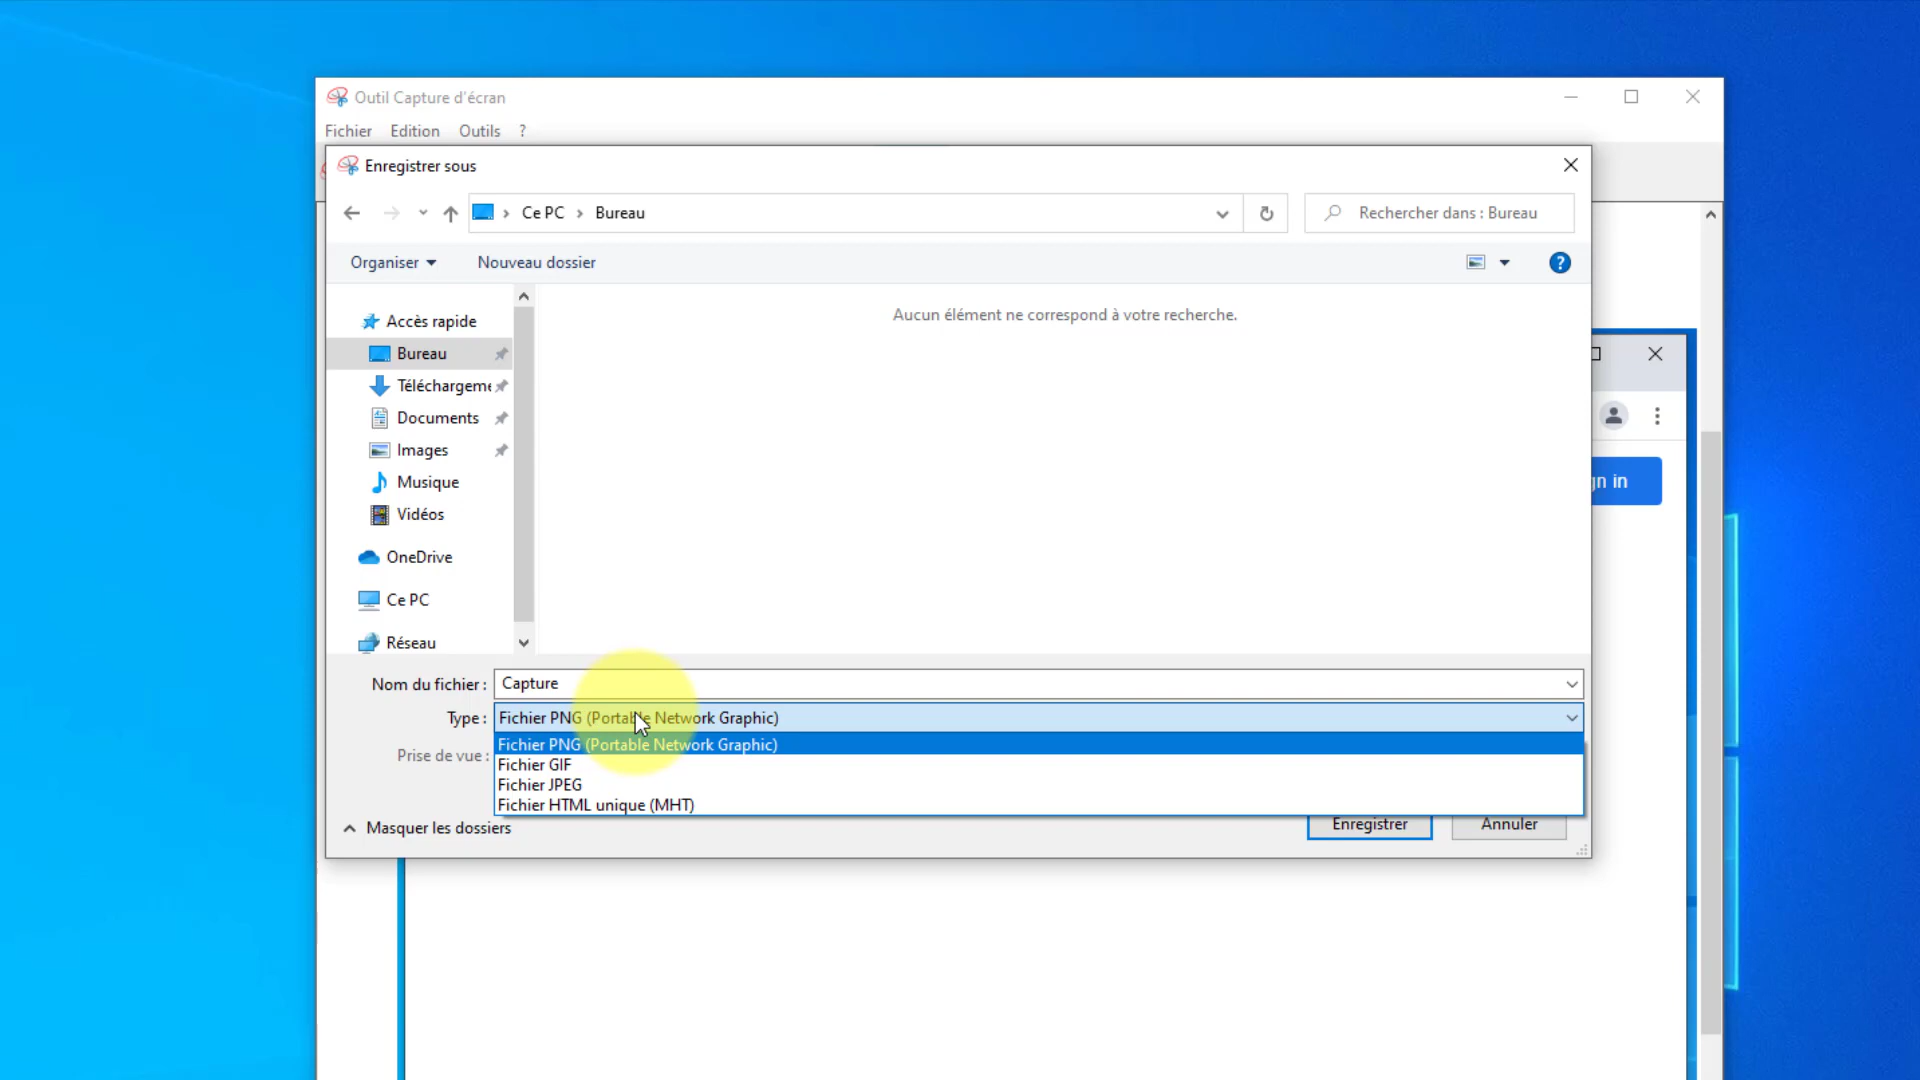 Outil Capture d'écran
Fichier Edition Outils ?
Enregistrer sous
Ce PC > Bureau
Rechercher dans : Bureau
Organiser
Nouveau dossier
Aucun élément ne correspond à votre recherche.
Accès rapide
Bureau
Téléchargeme
Documents
Images
Musique
Vidéos
OneDrive
Ce PC
Réseau
gn in
Nom du fichier : Capture
Type : Fichier PNG (Portable Network Graphic)
Fichier PNG (Portable Network Graphic)
Prise de vue :
Fichier GIF
Fichier JPEG
Fichier HTML unique (MHT)
Masquer les dossiers
Enregistrer
Annuler